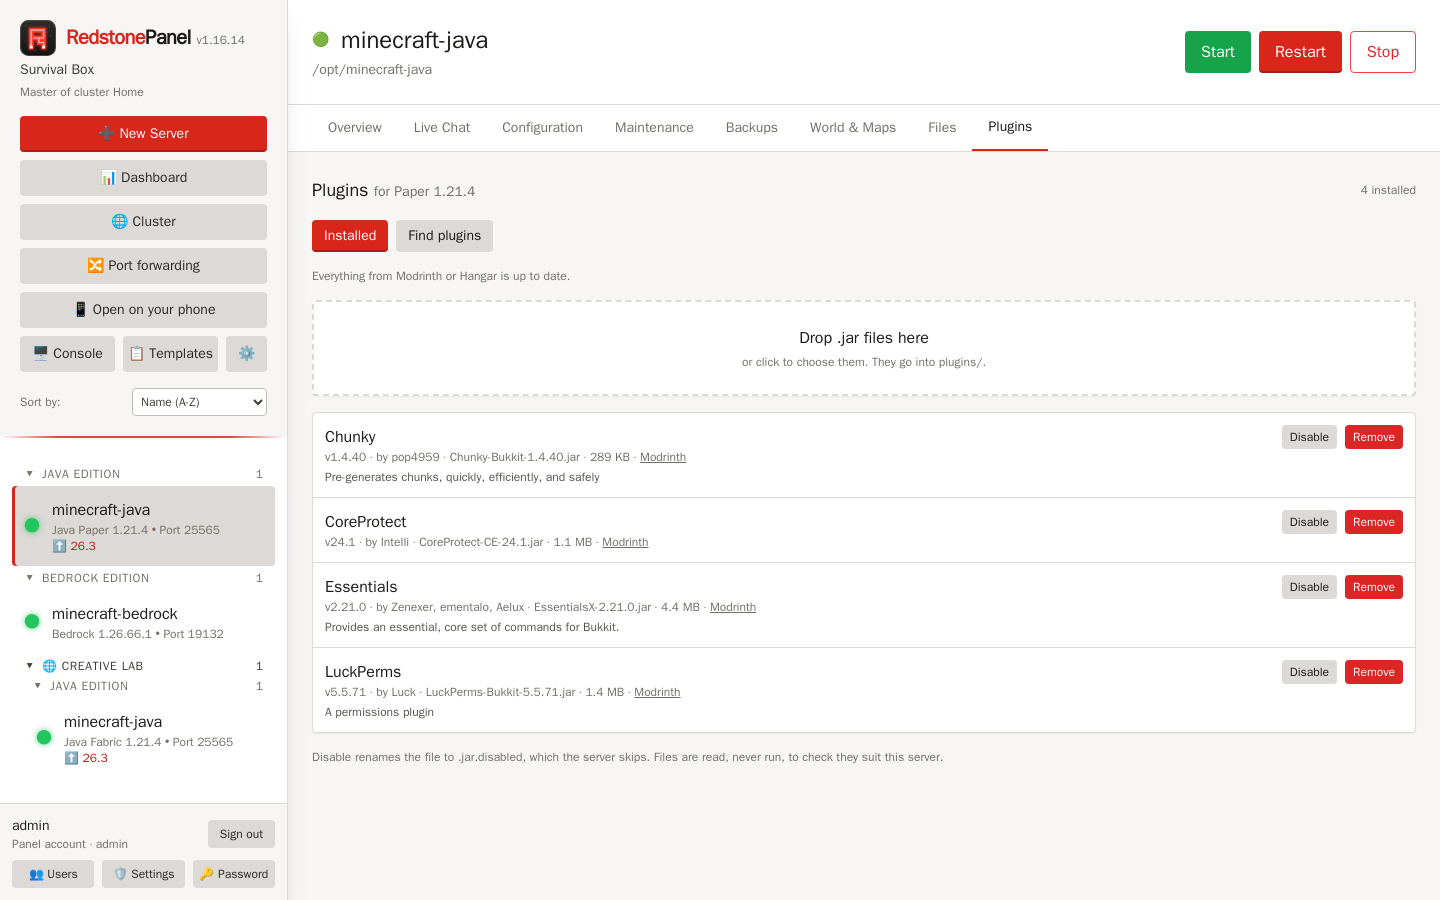 RedstonePanel v1.16.14
Survival Box
Master of cluster Home
➕ New Server
📊 Dashboard
🌐 Cluster
🔀 Port forwarding
📱 Open on your phone
🖥️ Console
📋 Templates
⚙️
Sort by:
Name (A-Z)
▼ JAVA EDITION 1
minecraft-java
Java Paper 1.21.4 • Port 25565
⬆️ 26.3
▼ BEDROCK EDITION 1
minecraft-bedrock
Bedrock 1.26.66.1 • Port 19132
▼ 🌐 CREATIVE LAB 1
▼ JAVA EDITION 1
minecraft-java
Java Fabric 1.21.4 • Port 25565
⬆️ 26.3
admin
Panel account · admin
Sign out
👥 Users
🛡️ Settings
🔑 Password
minecraft-java
/opt/minecraft-java
Start
Restart
Stop
Overview
Live Chat
Configuration
Maintenance
Backups
World & Maps
Files
Plugins
Plugins for Paper 1.21.4
4 installed
Installed
Find plugins
Everything from Modrinth or Hangar is up to date.
Drop .jar files here
or click to choose them. They go into plugins/.
Chunky
v1.4.40 · by pop4959 · Chunky-Bukkit-1.4.40.jar · 289 KB · Modrinth
Pre-generates chunks, quickly, efficiently, and safely
Disable
Remove
CoreProtect
v24.1 · by Intelli · CoreProtect-CE-24.1.jar · 1.1 MB · Modrinth
Disable
Remove
Essentials
v2.21.0 · by Zenexer, ementalo, Aelux · EssentialsX-2.21.0.jar · 4.4 MB · Modrinth
Provides an essential, core set of commands for Bukkit.
Disable
Remove
LuckPerms
v5.5.71 · by Luck · LuckPerms-Bukkit-5.5.71.jar · 1.4 MB · Modrinth
A permissions plugin
Disable
Remove
Disable renames the file to .jar.disabled, which the server skips. Files are read, never run, to check they suit this server.